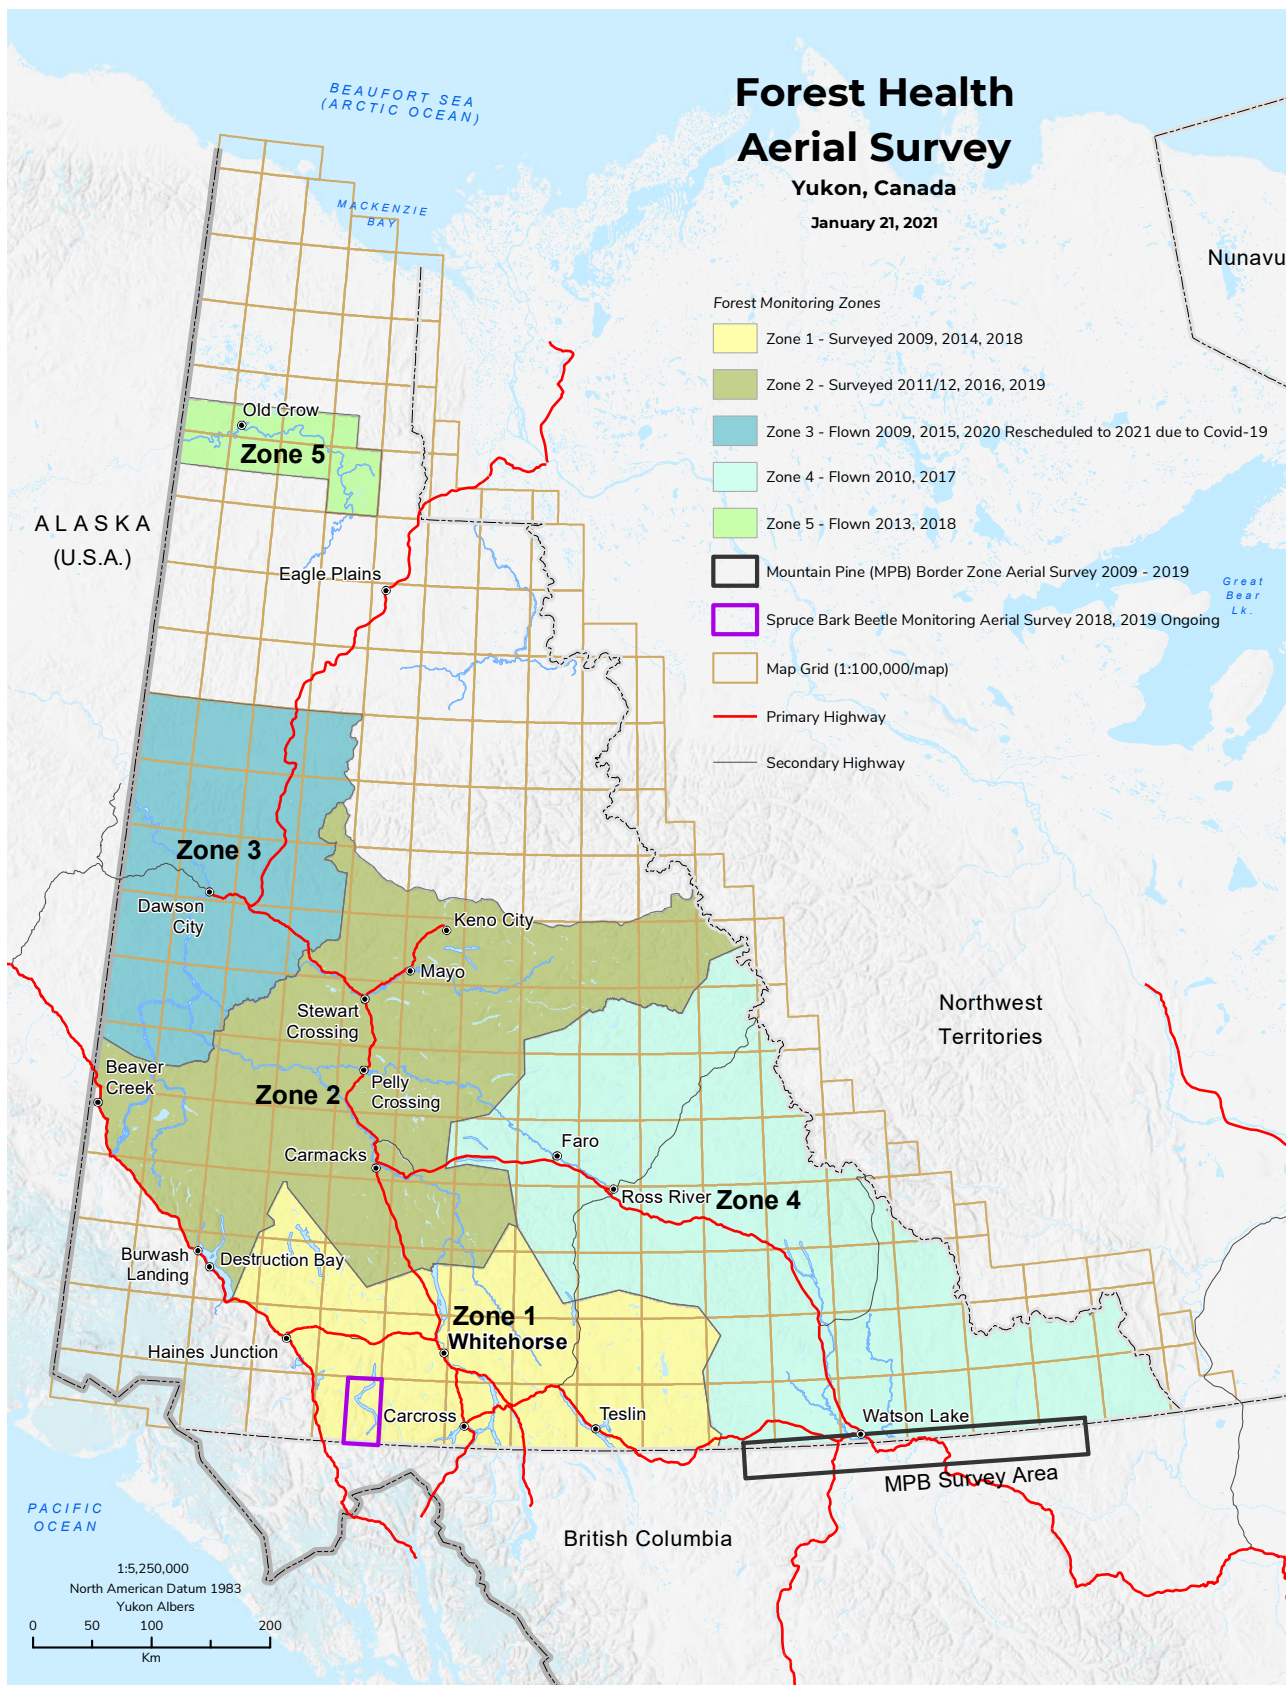 BEAUFORT SEA
(ARCTIC OCEAN)
Forest Health
Aerial Survey
Yukon, Canada
January 21, 2021
MACKENZIE
BAY
Nunavu
Forest Monitoring Zones
Zone 1 - Surveyed 2009, 2014, 2018
Zone 2 - Surveyed 2011/12, 2016, 2019
Zone 3 - Flown 2009, 2015, 2020 Rescheduled to 2021 due to Covid-19
Zone 4 - Flown 2010, 2017
Zone 5 - Flown 2013, 2018
Mountain Pine (MPB) Border Zone Aerial Survey 2009 - 2019
Spruce Bark Beetle Monitoring Aerial Survey 2018, 2019 Ongoing
Map Grid (1:100,000/map)
Primary Highway
Secondary Highway
Old Crow
Zone 5
ALASKA
(U.S.A.)
Eagle Plains
Great
Bear
Lk.
Zone 3
Dawson
City
Keno City
Mayo
Stewart
Crossing
Northwest
Territories
Beaver
Creek
Zone 2
Pelly
Crossing
Carmacks
Faro
Ross River
Zone 4
Burwash
Landing
Destruction Bay
Zone 1
Whitehorse
Haines Junction
Carcross
Teslin
Watson Lake
MPB Survey Area
PACIFIC
OCEAN
British Columbia
1:5,250,000
North American Datum 1983
Yukon Albers
0 50 100 200
Km